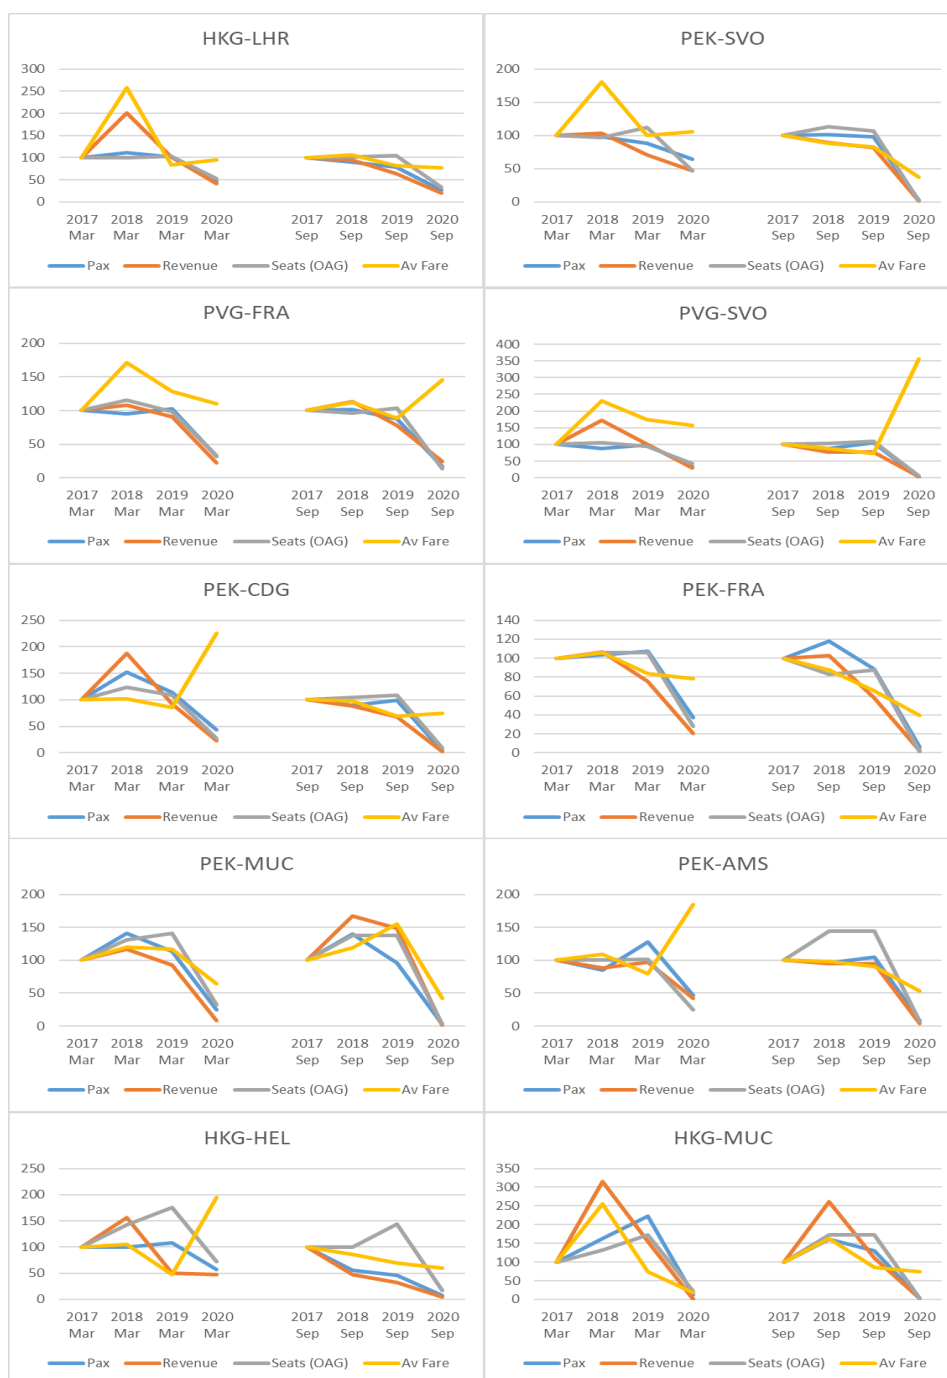 HKG-LHR
300
250
200
150
100
50
0
2017 2018 2019 2020 2017 2018 2019 2020
Mar Mar Mar Mar Sep Sep Sep Sep
Pax Revenue Seats (OAG) Av Fare
PEK-SVO
200
150
100
50
0
2017 2018 2019 2020 2017 2018 2019 2020
Mar Mar Mar Mar Sep Sep Sep Sep
Pax Revenue Seats (OAG) Av Fare
PVG-FRA
200
150
100
50
0
2017 2018 2019 2020 2017 2018 2019 2020
Mar Mar Mar Mar Sep Sep Sep Sep
Pax Revenue Seats (OAG) Av Fare
PVG-SVO
400
350
300
250
200
150
100
50
0
2017 2018 2019 2020 2017 2018 2019 2020
Mar Mar Mar Mar Sep Sep Sep Sep
Pax Revenue Seats (OAG) Av Fare
PEK-CDG
250
200
150
100
50
0
2017 2018 2019 2020 2017 2018 2019 2020
Mar Mar Mar Mar Sep Sep Sep Sep
Pax Revenue Seats (OAG) Av Fare
PEK-FRA
140
120
100
80
60
40
20
0
2017 2018 2019 2020 2017 2018 2019 2020
Mar Mar Mar Mar Sep Sep Sep Sep
Pax Revenue Seats (OAG) Av Fare
PEK-MUC
200
150
100
50
0
2017 2018 2019 2020 2017 2018 2019 2020
Mar Mar Mar Mar Sep Sep Sep Sep
Pax Revenue Seats (OAG) Av Fare
PEK-AMS
200
150
100
50
0
2017 2018 2019 2020 2017 2018 2019 2020
Mar Mar Mar Mar Sep Sep Sep Sep
Pax Revenue Seats (OAG) Av Fare
HKG-HEL
250
200
150
100
50
0
2017 2018 2019 2020 2017 2018 2019 2020
Mar Mar Mar Mar Sep Sep Sep Sep
Pax Revenue Seats (OAG) Av Fare
HKG-MUC
350
300
250
200
150
100
50
0
2017 2018 2019 2020 2017 2018 2019 2020
Mar Mar Mar Mar Sep Sep Sep Sep
Pax Revenue Seats (OAG) Av Fare